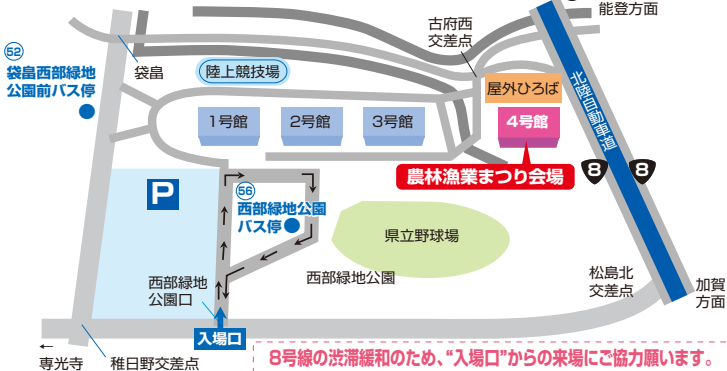 能登方面
古府西
交差点
52
袋畠西部緑地
公園前バス停
袋畠
陸上競技場
屋外ひろば
北陸自動車道
1号館
2号館
3号館
4号館
農林漁業まつり会場
8
8
P
56
西部緑地公園
バス停
県立野球場
西部緑地
公園口
西部緑地公園
松島北
交差点
加賀
方面
入場口
←
専光寺
稚日野交差点
8号線の渋滞緩和のため、“入場口”からの来場にご協力願います。